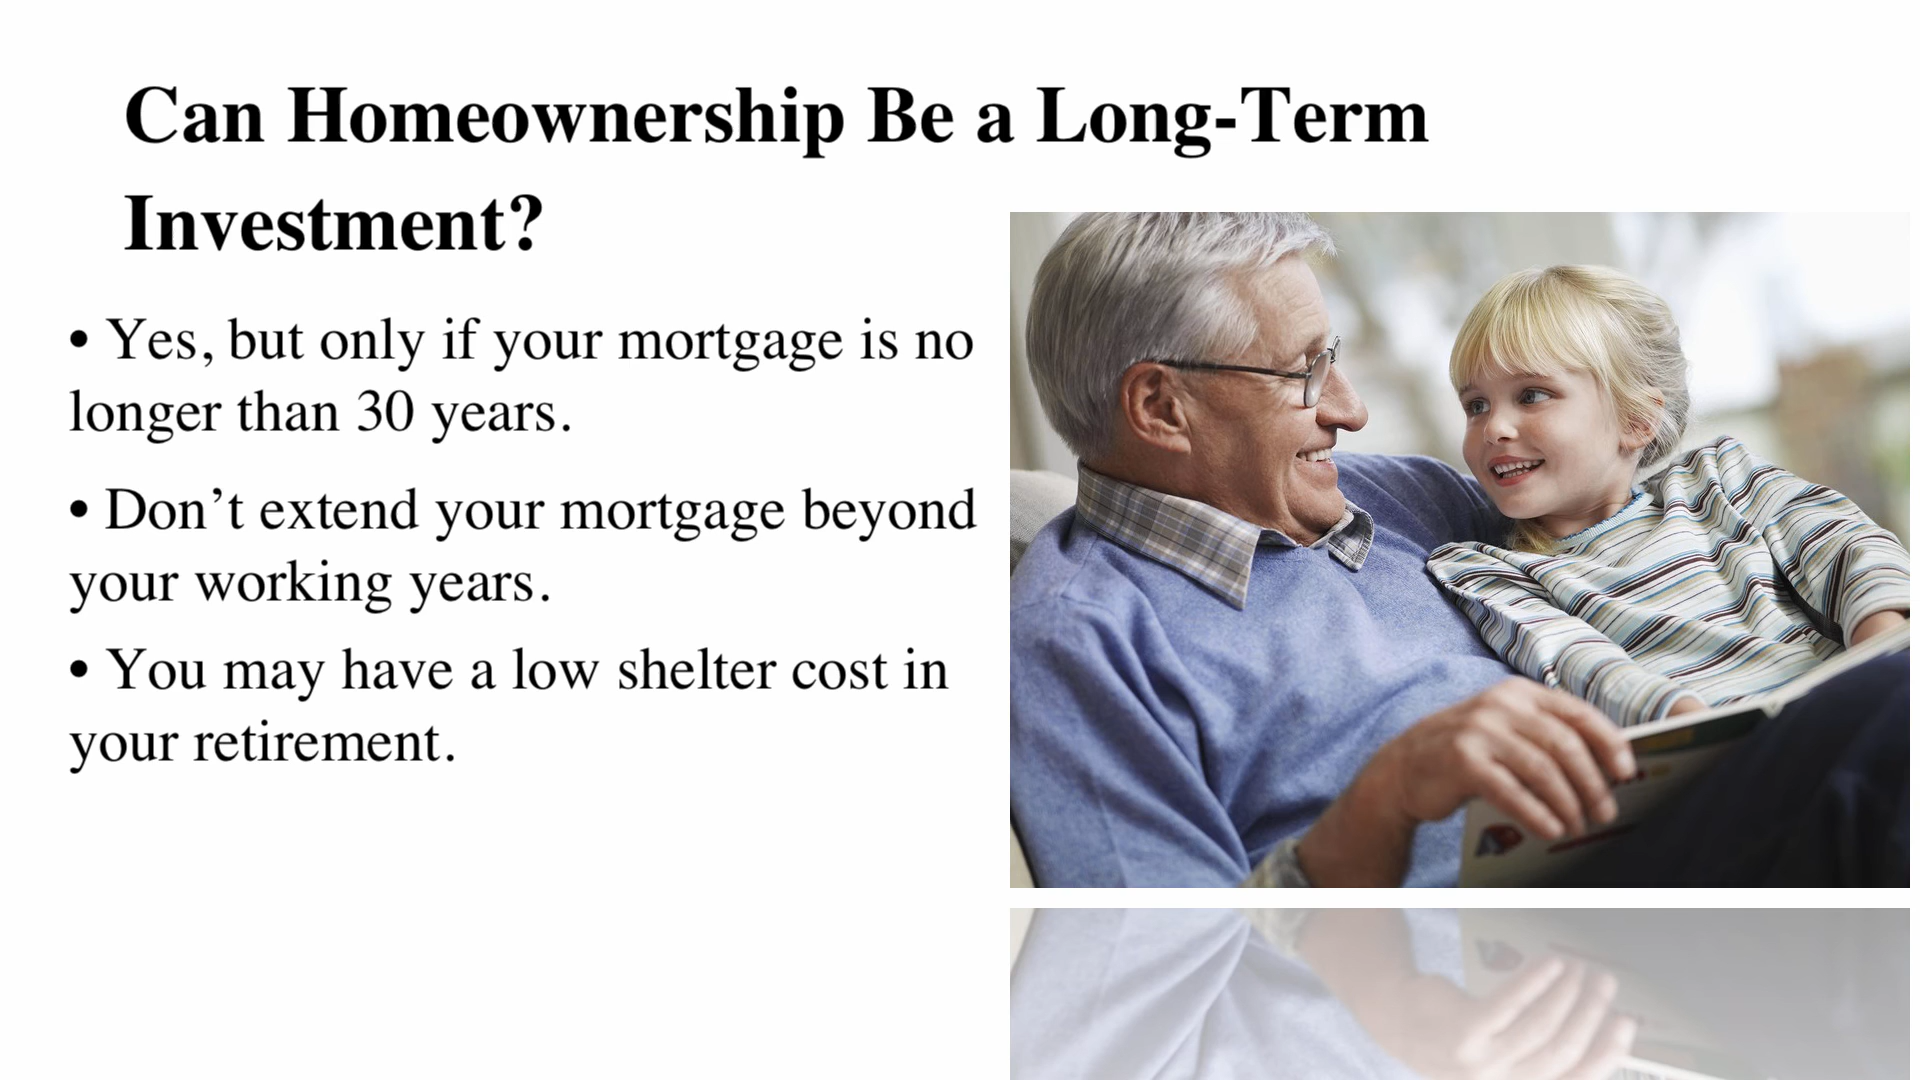 Can Homeownership Be a Long-Term
Investment?
• Yes, but only if your mortgage is no
longer than 30 years.
• Don’t extend your mortgage beyond
your working years.
• You may have a low shelter cost in
your retirement.